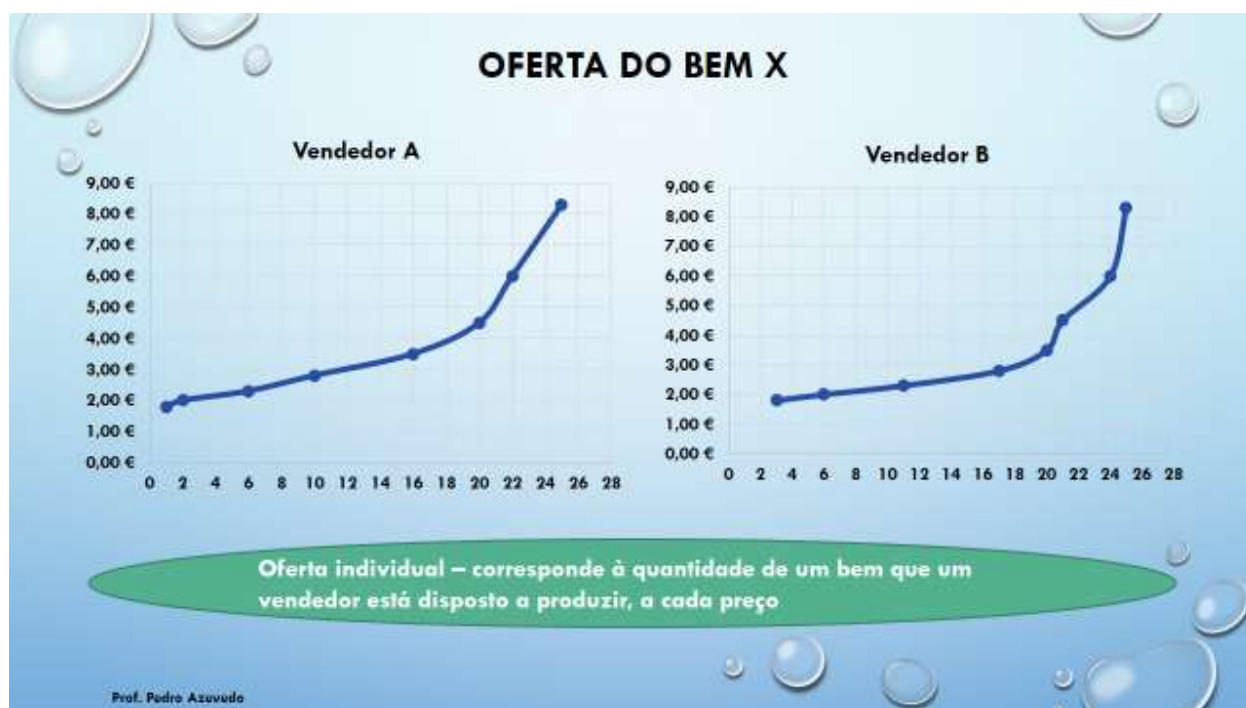 OFERTA DO BEM X
Vendedor A
9,00 €
8,00 €
7,00 €
6,00 €
5,00 €
4,00 €
3,00 €
2,00 €
1,00 €
0,00 €
0 2 4 6 8 10 12 14 16 18 20 22 24 26 28
Vendedor B
9,00 €
8,00 €
7,00 €
6,00 €
5,00 €
4,00 €
3,00 €
2,00 €
1,00 €
0,00 €
0 2 4 6 8 10 12 14 16 18 20 22 24 26 28
Oferta individual – corresponde à quantidade de um bem que um
vendedor está disposto a produzir, a cada preço
Prof. Pedro Azevedo